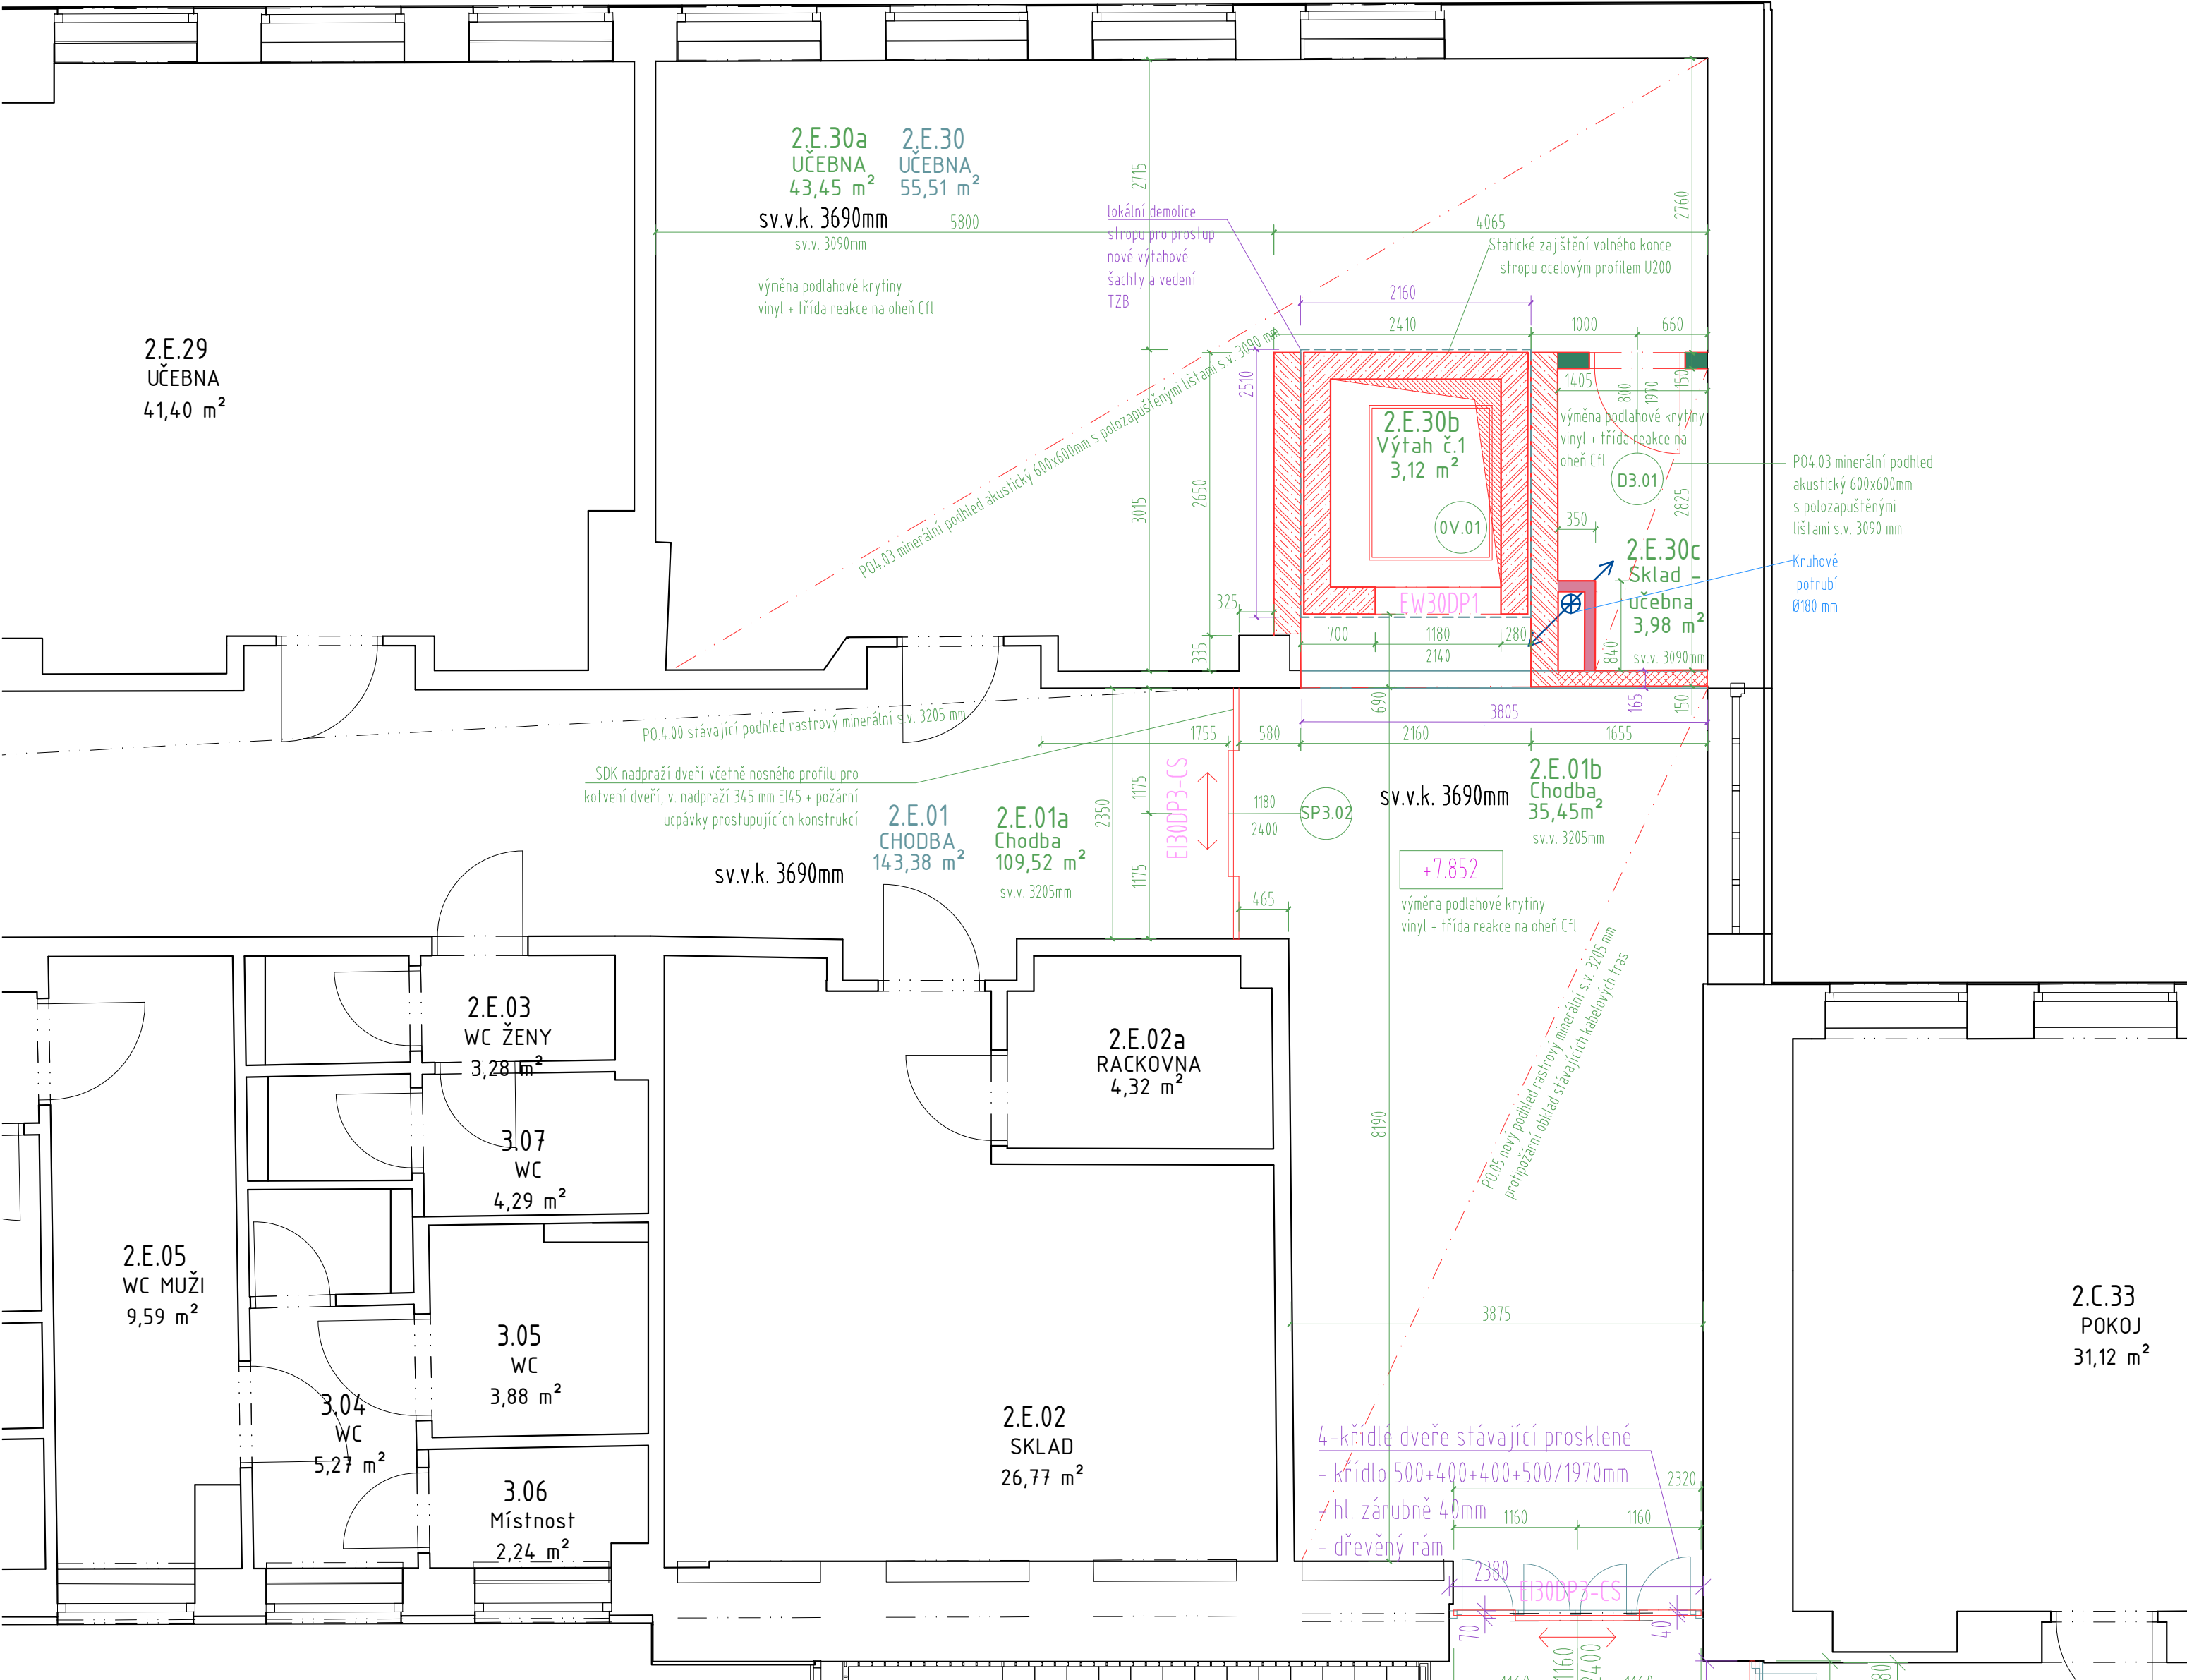 2.E.30a
UČEBNA
43,45 m²
2.E.30
UČEBNA
55,51 m²
sv.v.k. 3690mm
sv.v. 3090mm
výměna podlahové krytiny
vinyl + třída reakce na oheň Cfl
5800
2715
lokální demolice
stropu pro prostup
nové výtahové
šachty a vedení
TZB
4065
2760
Statické zajištění volného konce
stropu ocelovým profilem U200
2160
2410
1000
660
2.E.29
UČEBNA
41,40 m²
PO4.03 minerální podhled akustický 600x600mm s polozapuštěnými lištami s.v. 3090 mm
2510
2650
3015
325
335
2.E.30b
Výtah č.1
3,12 m²
0V.01
EW30DP1
700
1180
280
2140
690
1405
800
1970
150
výměna podlahové krytiny
vinyl + třída reakce na
oheň Cfl
D3.01
2825
350
2.E.30c
Sklad -
učebna
3,98 m²
sv.v. 3090mm
840
165
150
PO4.03 minerální podhled
akustický 600x600mm
s polozapuštěnými
lištami s.v. 3090 mm
Kruhové
potrubí
Ø180 mm
PO.4.00 stávající podhled rastrový minerální s.v. 3205 mm
SDK nadpraží dveří včetně nosného profilu pro
kotvení dveří, v. nadpraží 345 mm EI45 + požární
ucpávky prostupujících konstrukcí
3805
1755
580
2160
1655
2350
1175
1175
EI30DP3-CS
1180
2400
SP3.02
465
2.E.01
CHODBA
143,38 m²
2.E.01a
Chodba
109,52 m²
sv.v. 3205mm
sv.v.k. 3690mm
sv.v.k. 3690mm
2.E.01b
Chodba
35,45m²
sv.v. 3205mm
+7.852
výměna podlahové krytiny
vinyl + třída reakce na oheň Cfl
PO.05 nový podhled rastrový minerální s.v. 3205 mm
protipožární obklad stávajících kabelových tras
8190
3875
2.E.03
WC ŽENY
3,28 m²
3.07
WC
4,29 m²
2.E.02a
RACKOVNA
4,32 m²
2.E.05
WC MUŽI
9,59 m²
3.05
WC
3,88 m²
3.04
WC
5,27 m²
3.06
Místnost
2,24 m²
2.E.02
SKLAD
26,77 m²
2.C.33
POKOJ
31,12 m²
4-křídlé dveře stávající prosklené
- křídlo 500+400+400+500/1970mm
- hl. zárubně 40mm
- dřevěný rám
2320
1160
1160
2380
EI30DP3-CS
70
40
1160
2400
1160
1160
80